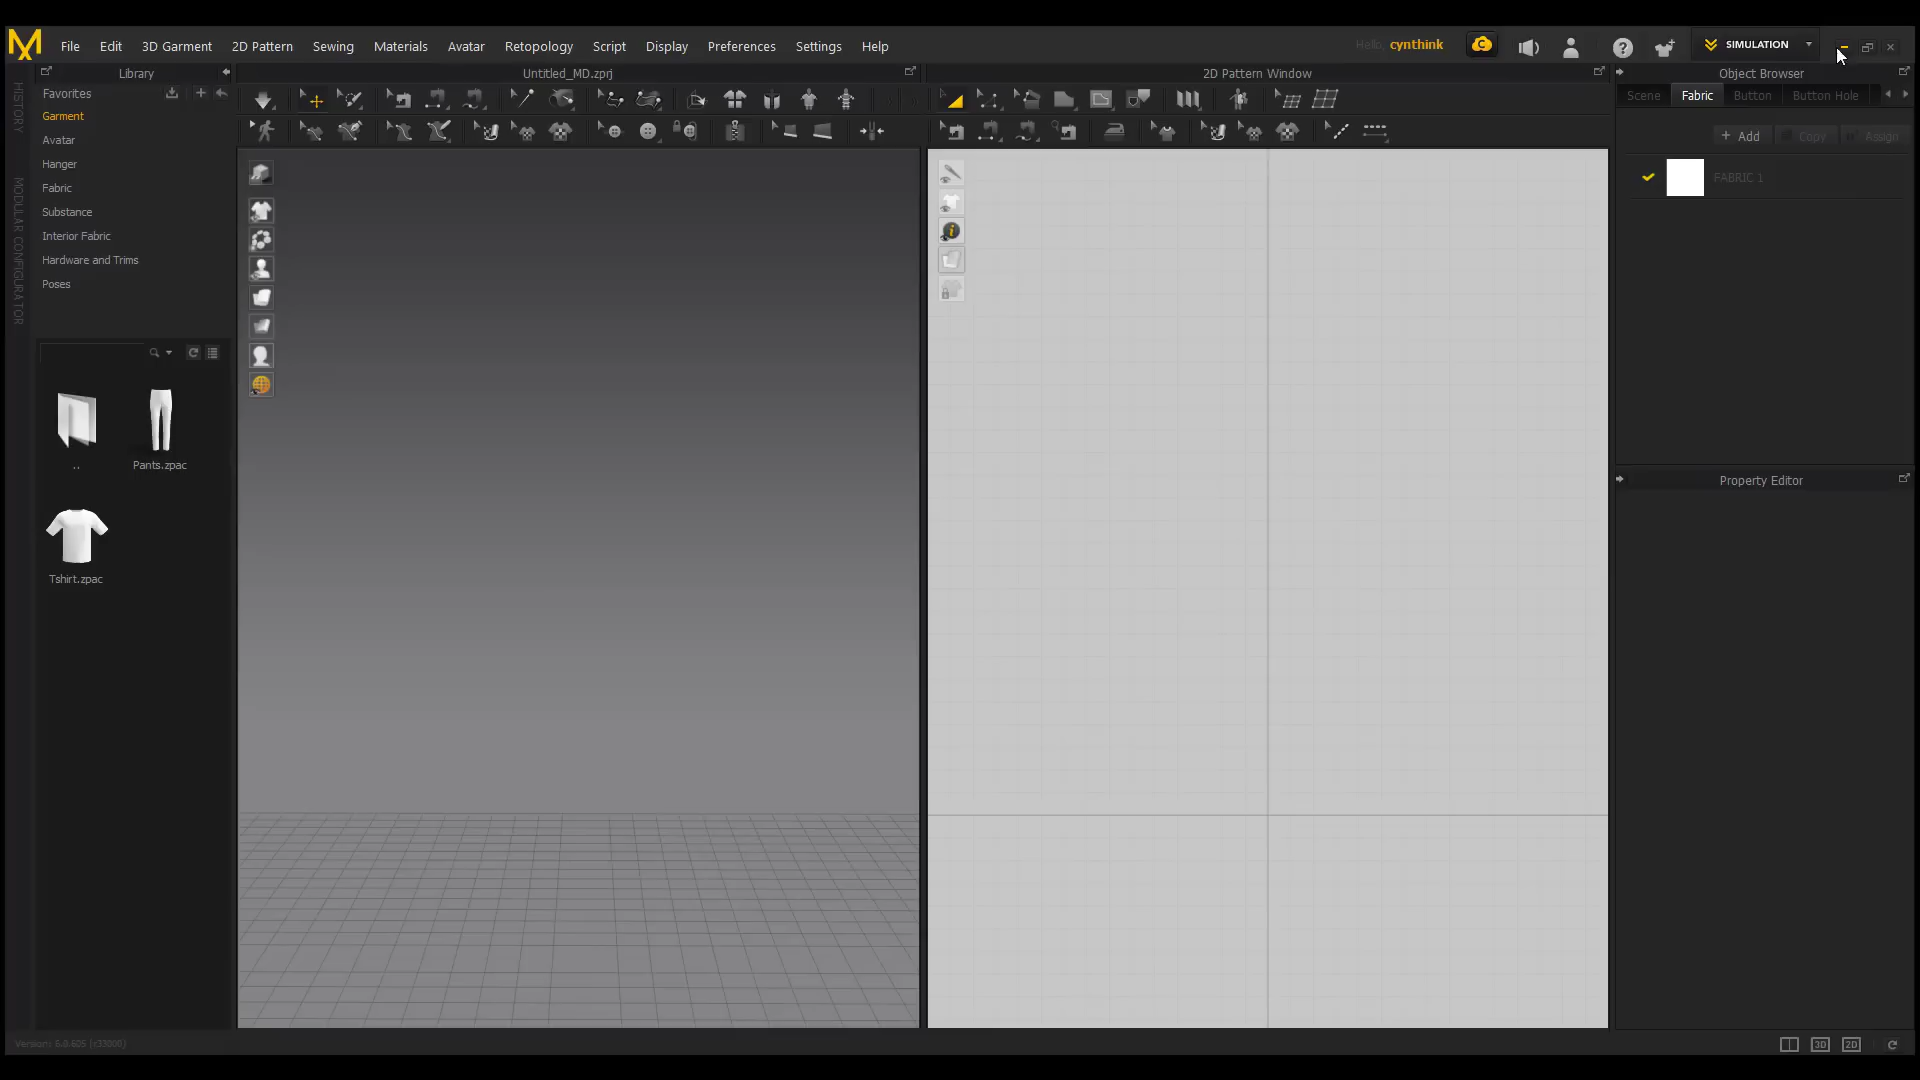 File Edit 3D Garment 2D Pattern Sewing Materials Avatar Retopology Script Display Preferences Settings Help
Hello, cynthink
SIMULATION
HISTORY
MODULAR CONFIGURATOR
Library
Favorites
Garment
Avatar
Hanger
Fabric
Substance
Interior Fabric
Hardware and Trims
Poses
..
Pants.zpac
Tshirt.zpac
Untitled_MD.zprj
2D Pattern Window
Object Browser
Scene Fabric Button Button Hole
+ Add Copy Assign
FABRIC 1
Property Editor
3D 2D